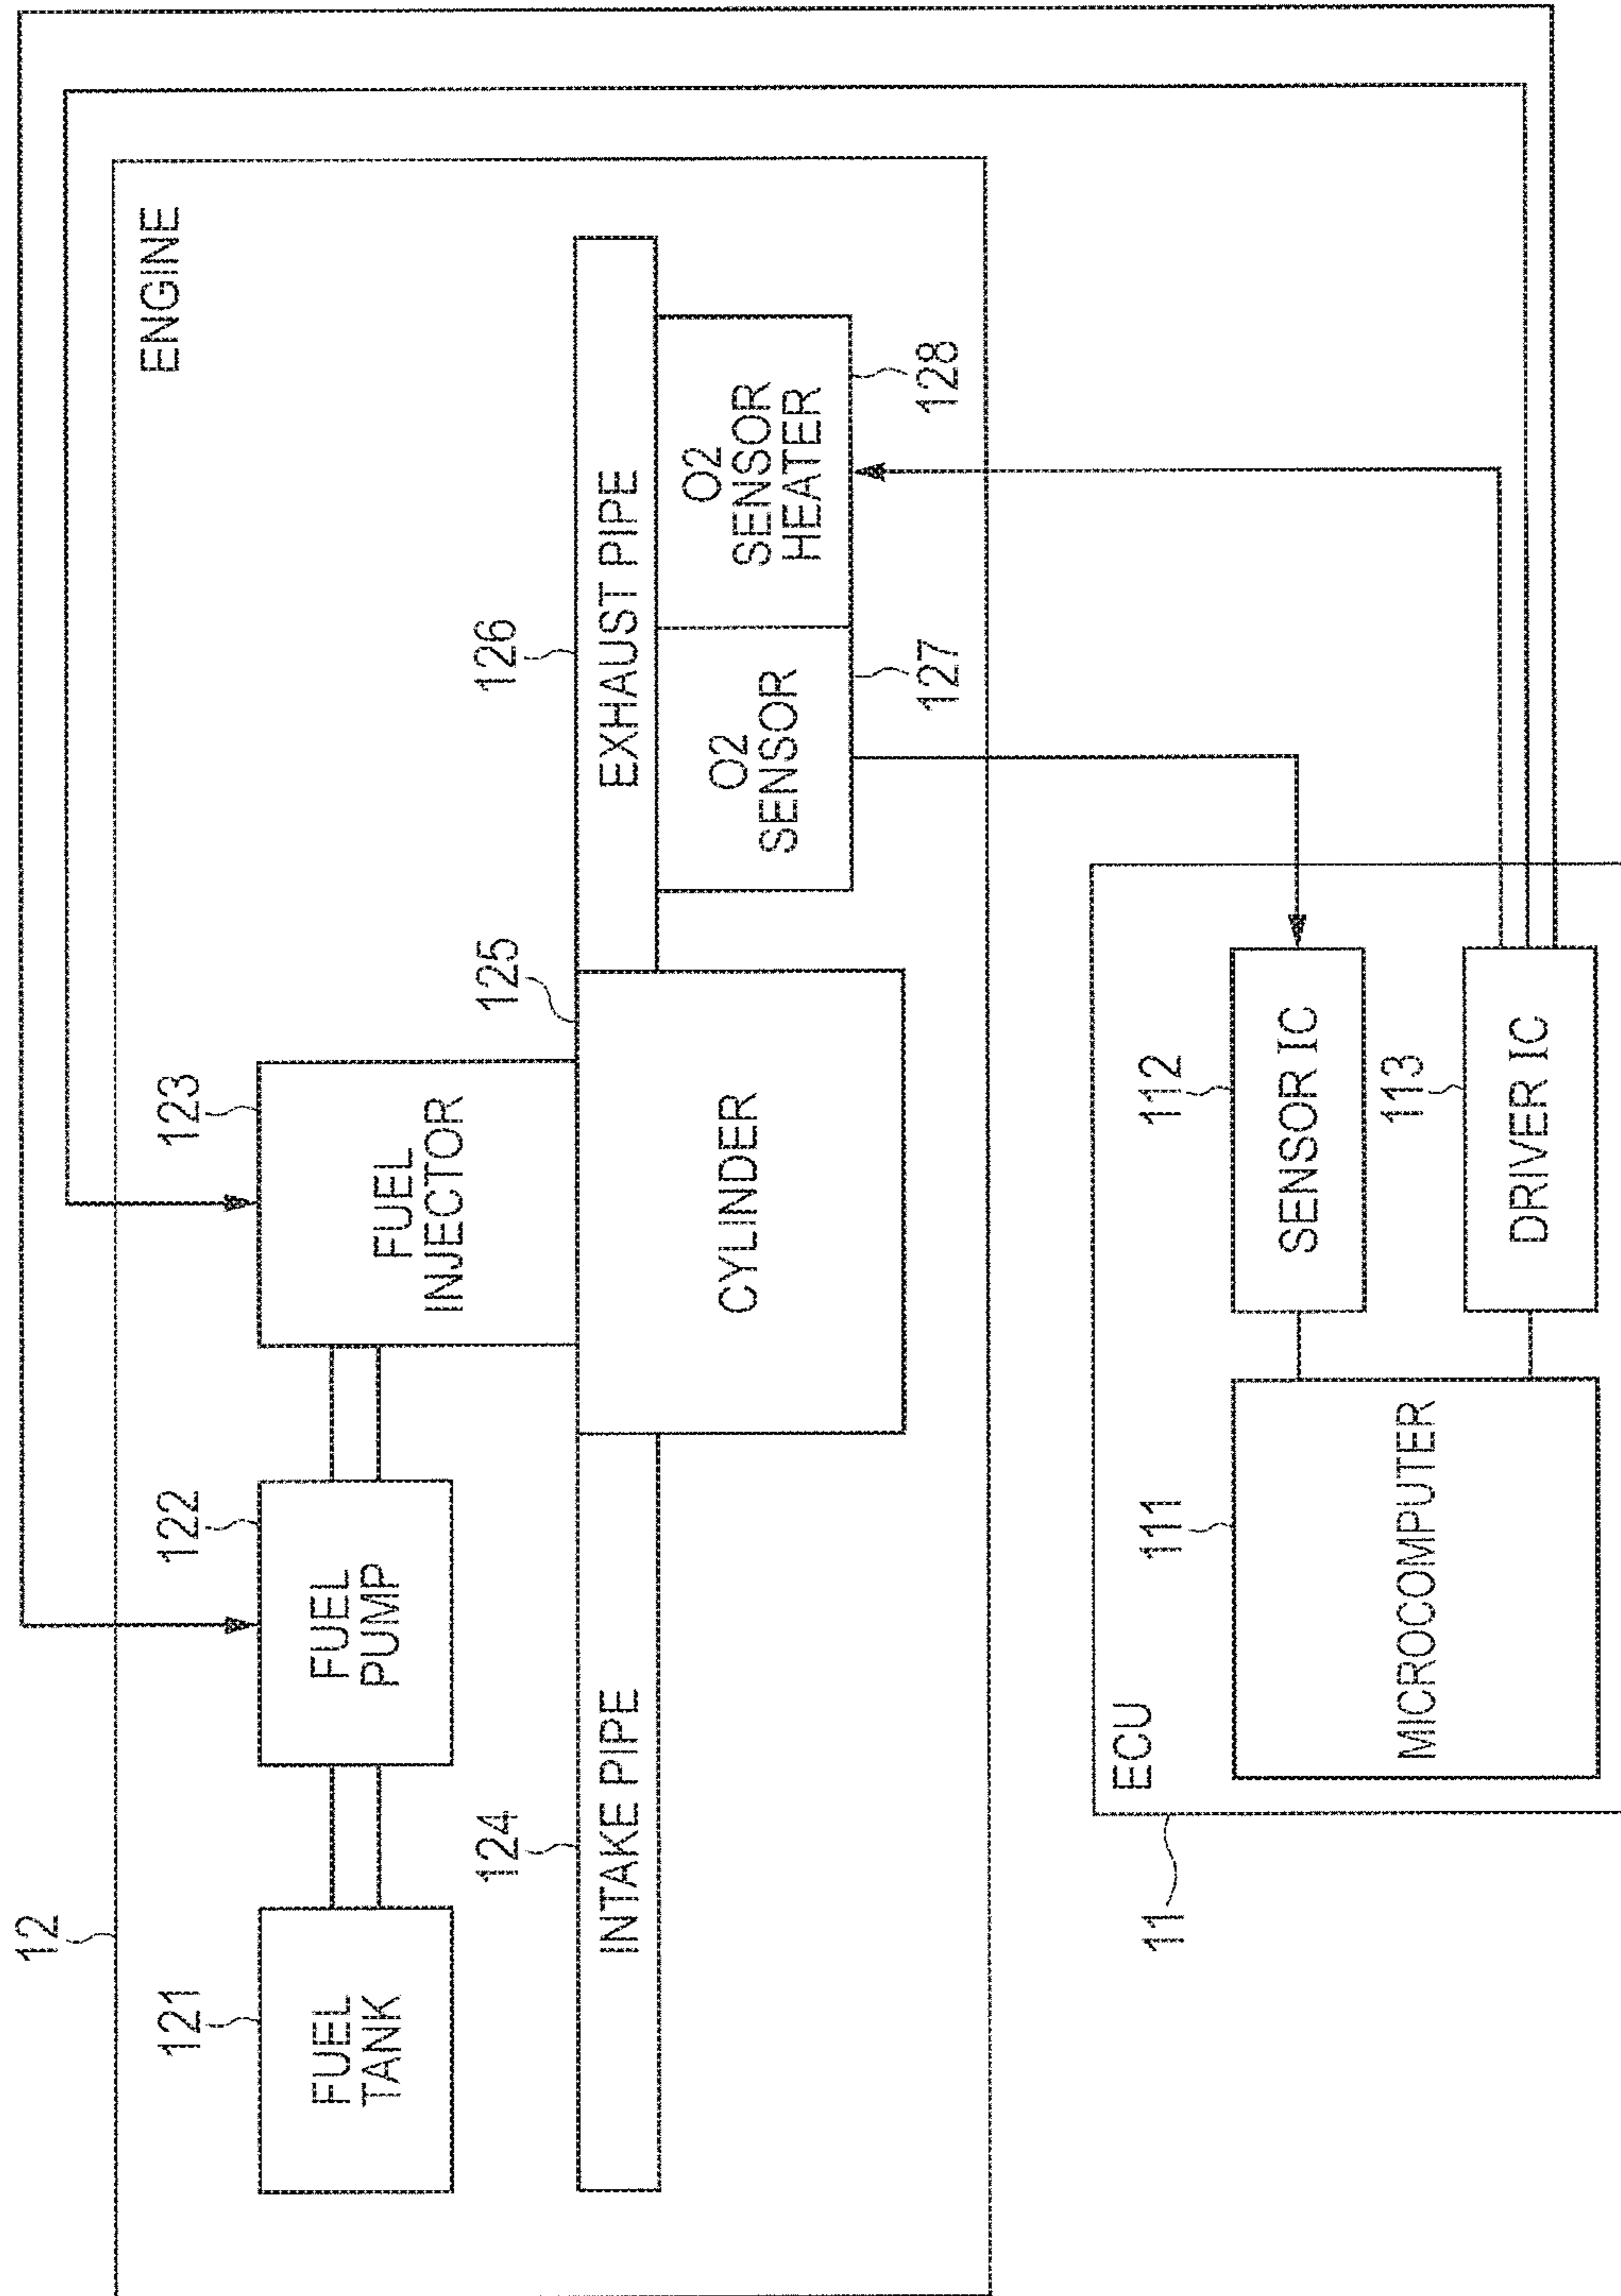 12
ENGINE
121
FUEL
TANK
122
FUEL
PUMP
123
FUEL
INJECTOR
124
INTAKE PIPE
125
CYLINDER
126
EXHAUST PIPE
O2
SENSOR
127
O2
SENSOR
HEATER
128
11
ECU
111
MICROCOMPUTER
112
SENSOR IC
113
DRIVER IC